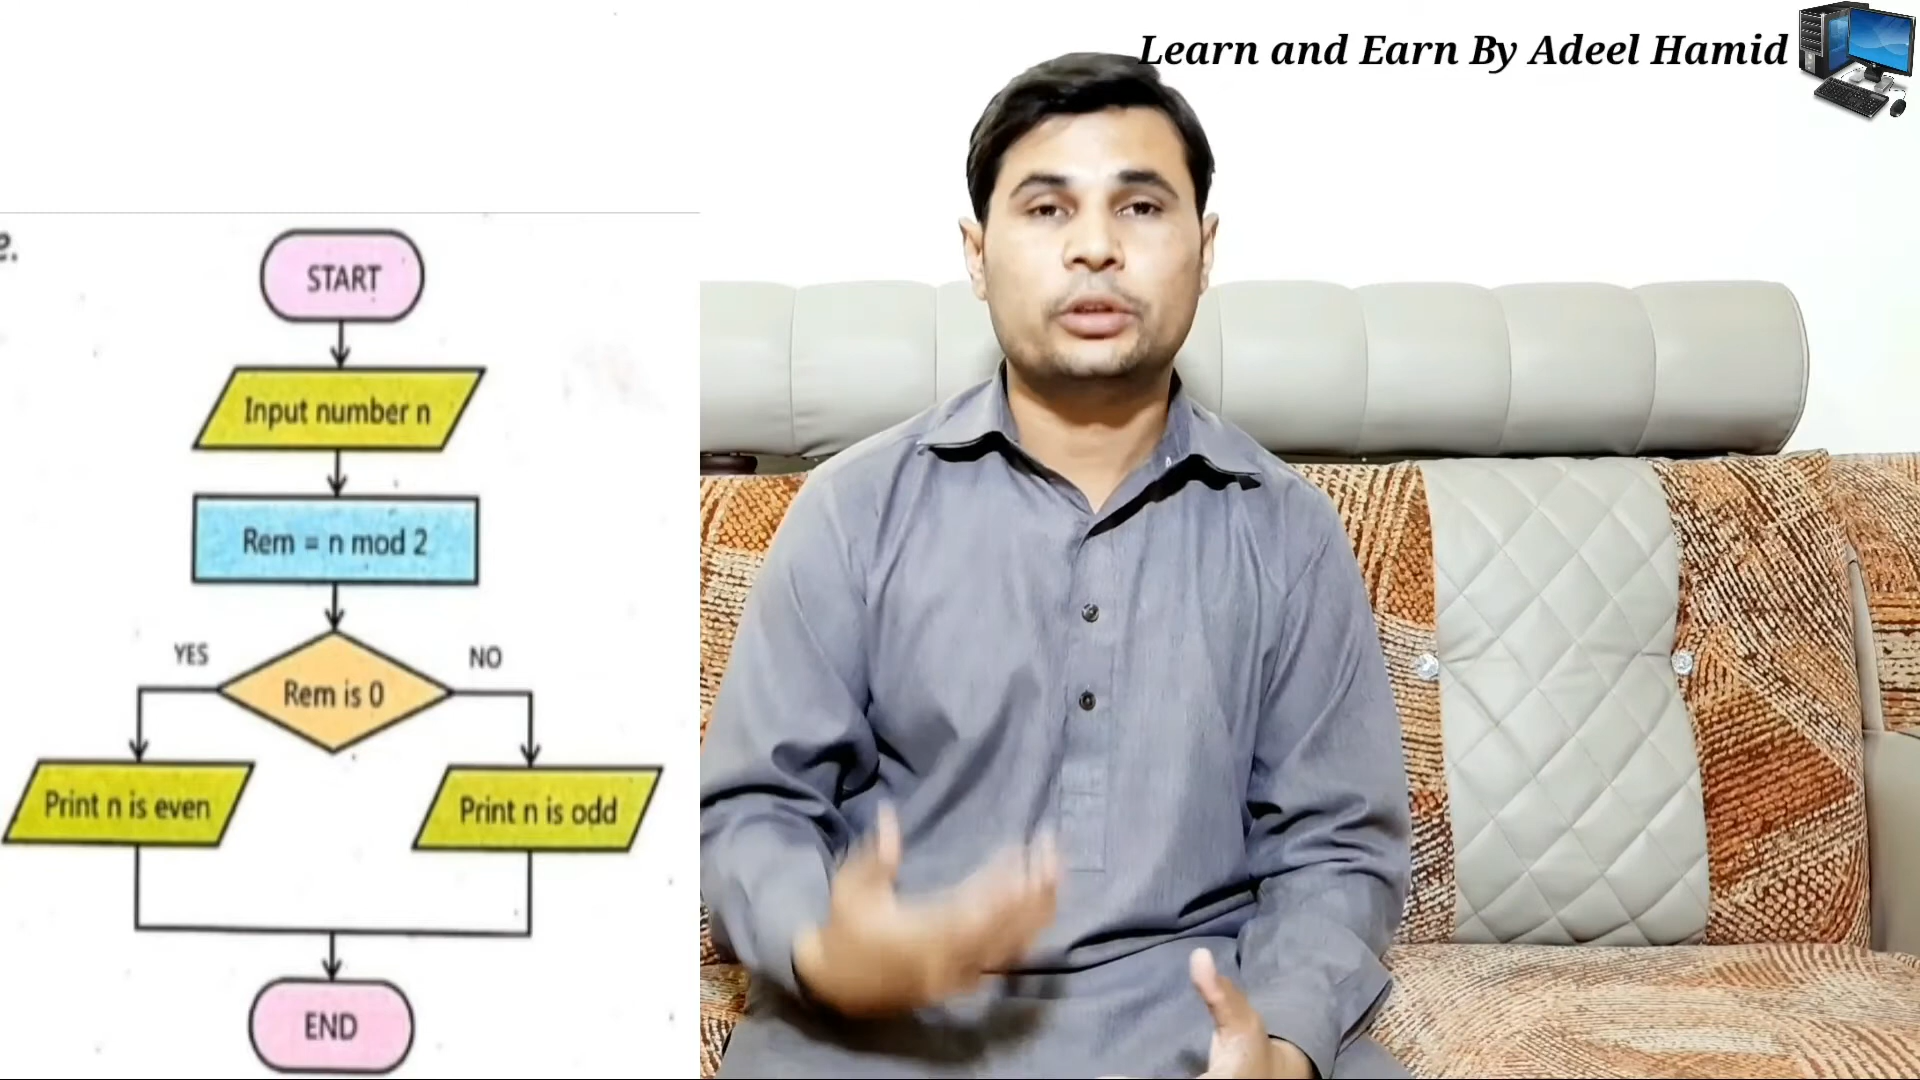 Learn and Earn By Adeel Hamid
e.
START
Input number n
Rem = n mod 2
YES
NO
Rem is 0
Print n is even
Print n is odd
END